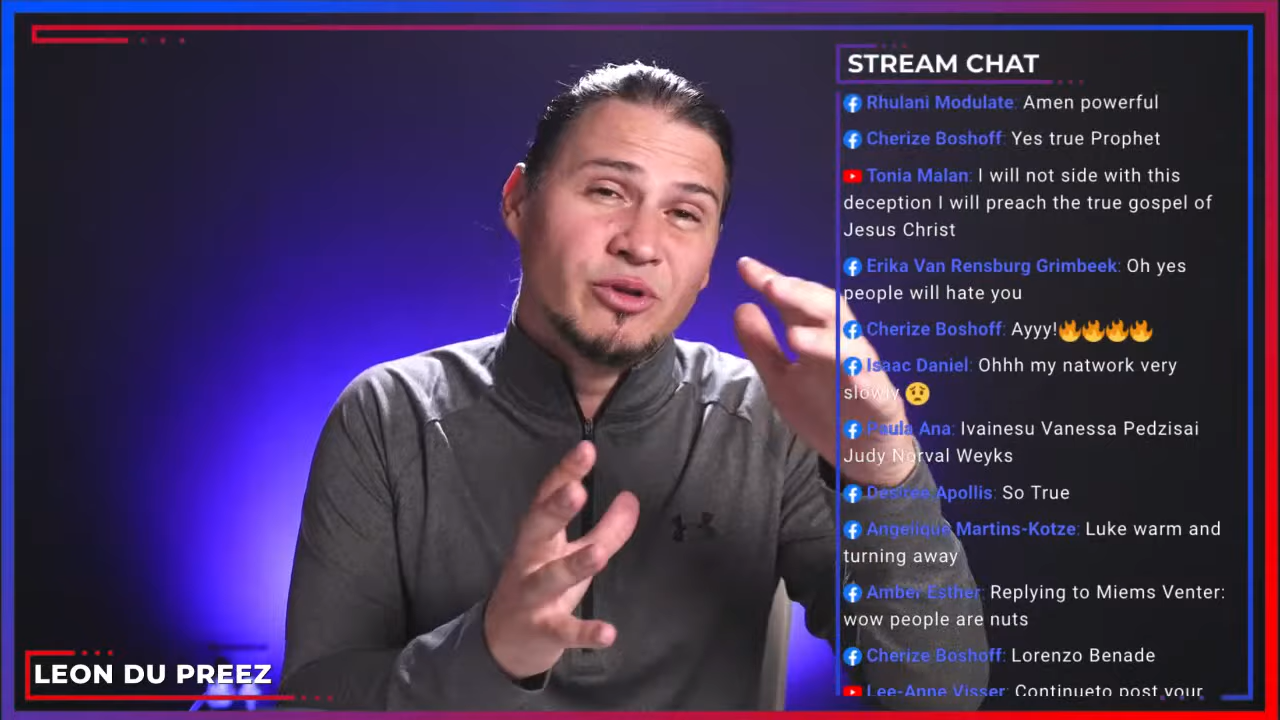 STREAM CHAT
Rhulani Modulate: Amen powerful
Cherize Boshoff: Yes true Prophet
Tonia Malan: I will not side with this
deception I will preach the true gospel of
Jesus Christ
Erika Van Rensburg Grimbeek: Oh yes
people will hate you
Cherize Boshoff: Ayyy!🔥🔥🔥🔥
Isaac Daniel: Ohhh my natwork very
slowly 😟
Paula Ana: Ivainesu Vanessa Pedzisai
Judy Norval Weyks
Desiree Apollis: So True
Angelique Martins-Kotze: Luke warm and
turning away
Amber Esther: Replying to Miems Venter:
wow people are nuts
Cherize Boshoff: Lorenzo Benade
Lee-Anne Visser: Continueto post your
LEON DU PREEZ